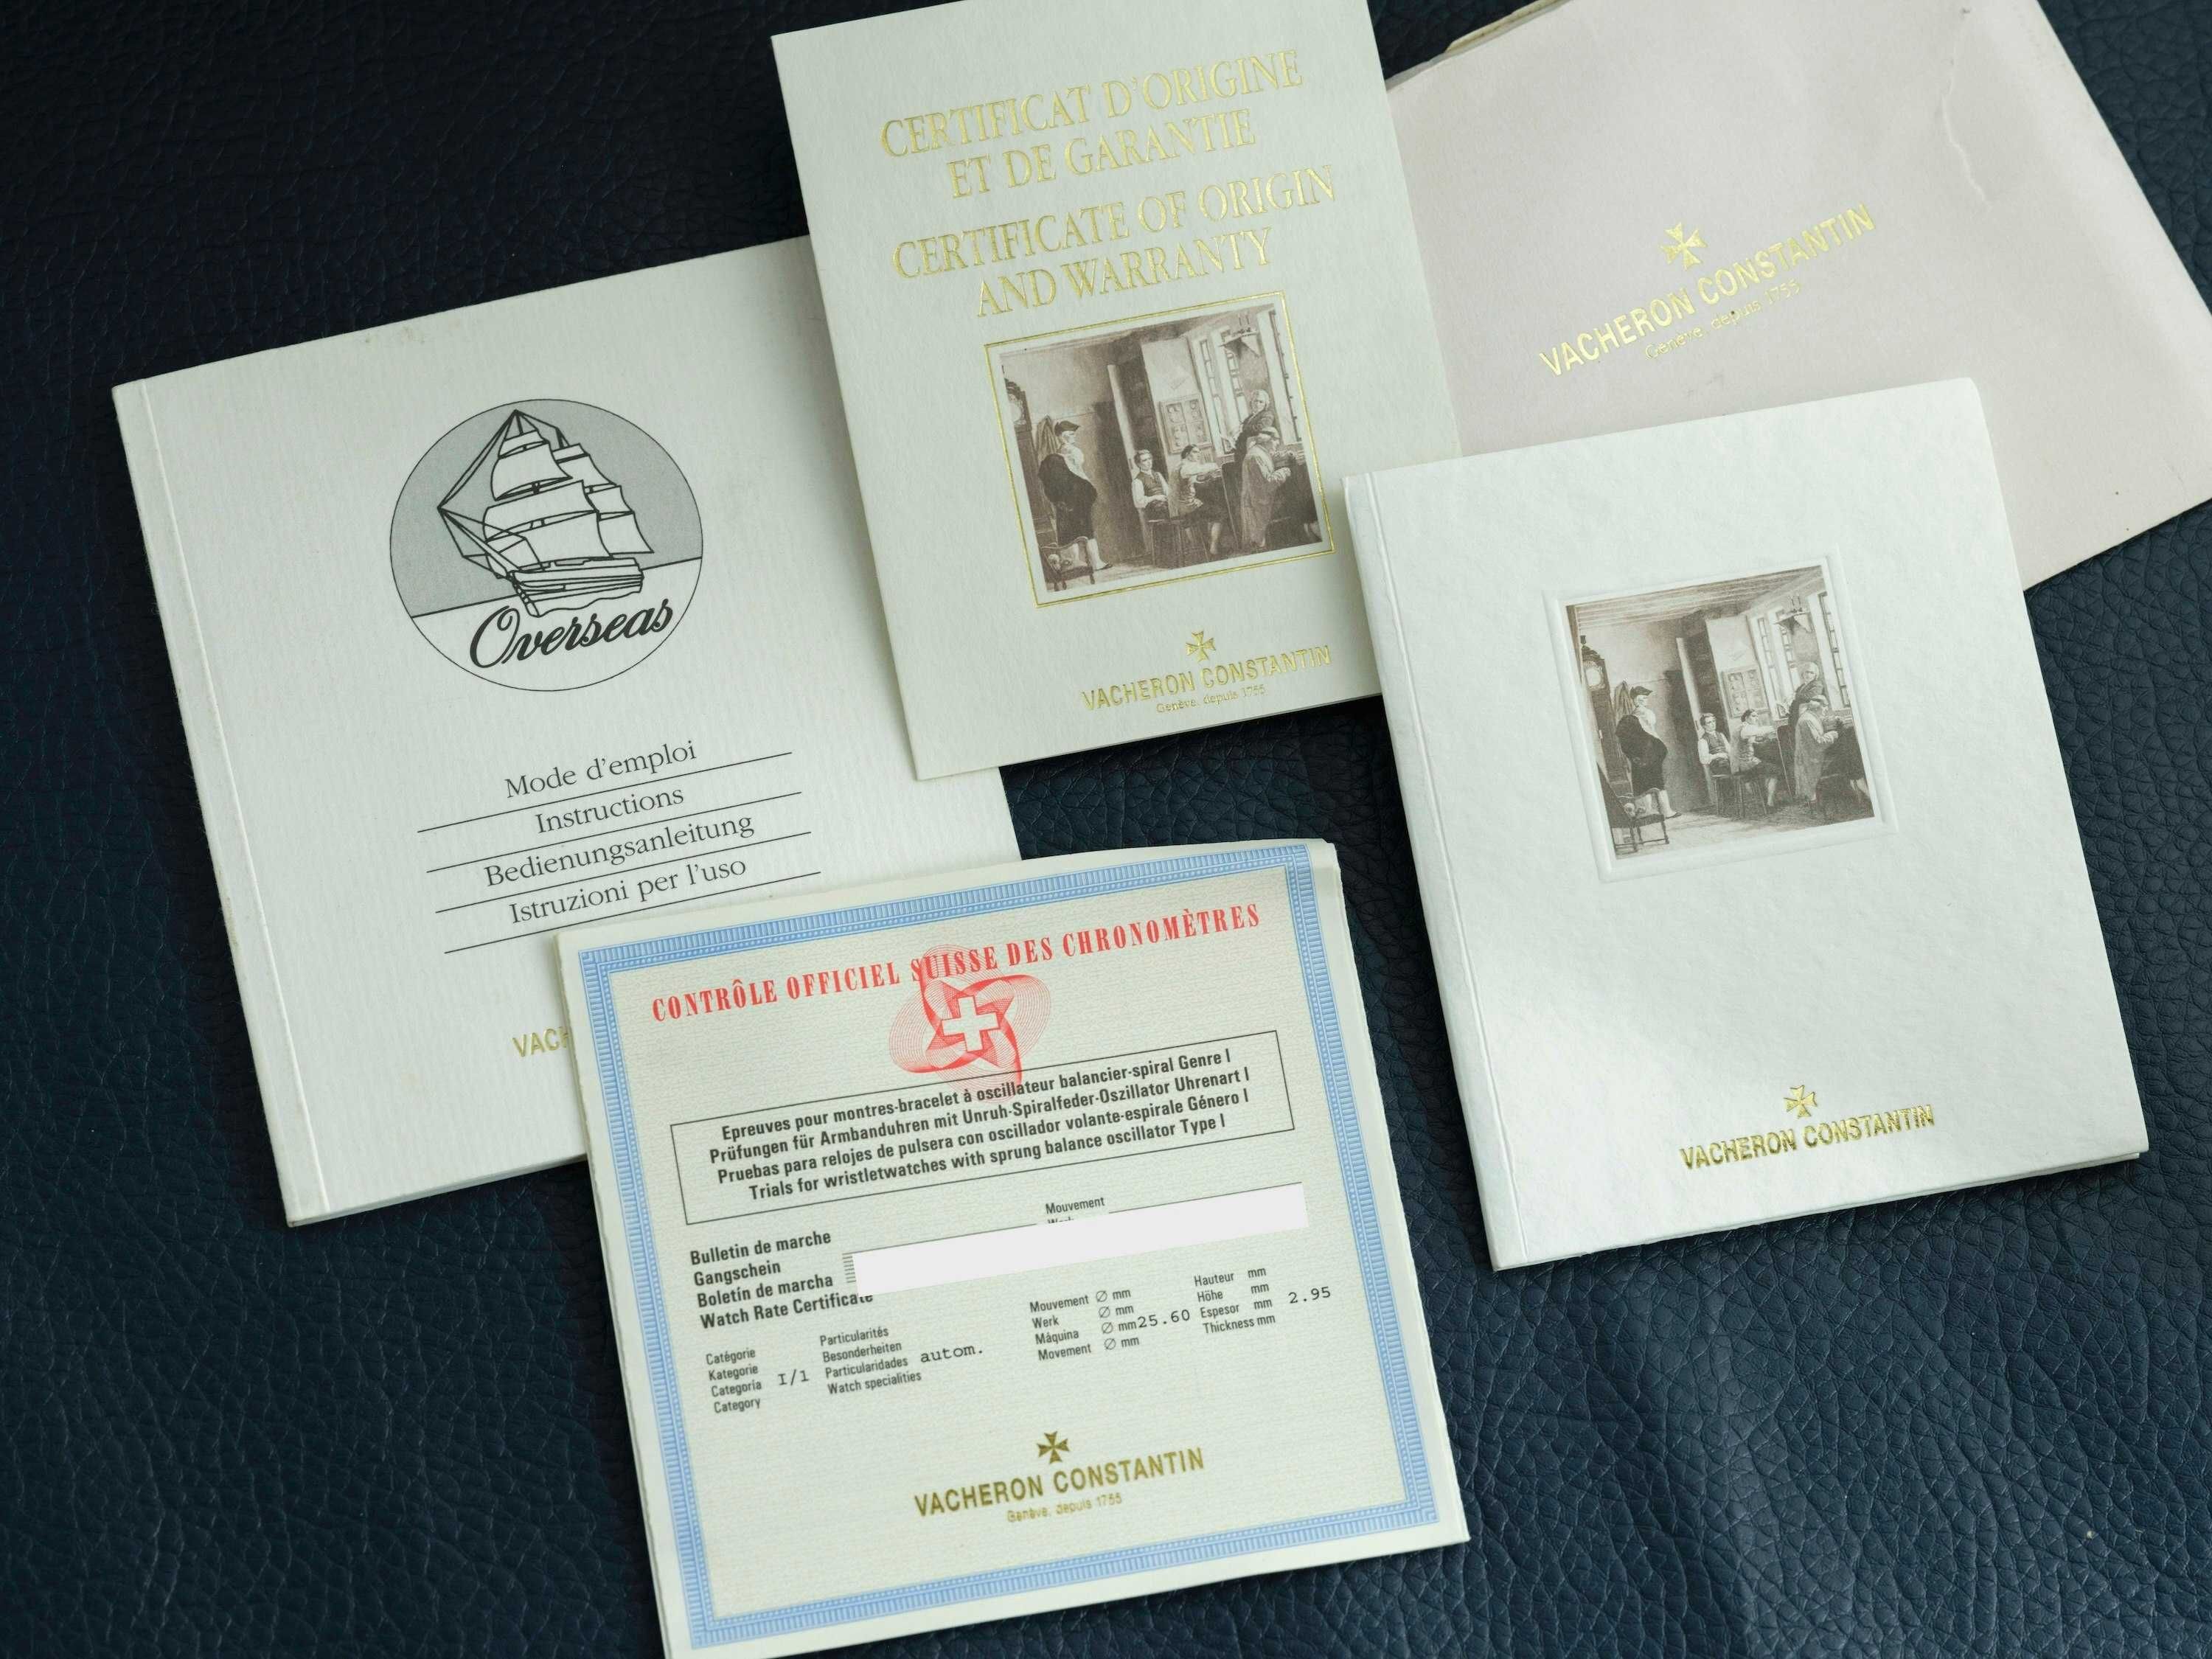 CERTIFICAT D'ORIGINE
ET DE GARANTIE
CERTIFICATE OF ORIGIN
AND WARRANTY
VACHERON CONSTANTIN
Genève, depuis 1755
VACHERON CONSTANTIN
Genève, depuis 1755
Overseas
Mode d'emploi
Instructions
Bedienungsanleitung
Istruzioni per l'uso
VACH
VACHERON CONSTANTIN
CONTRÔLE OFFICIEL SUISSE DES CHRONOMÈTRES
Epreuves pour montres-bracelet à oscillateur balancier-spiral Genre I
Prüfungen für Armbanduhren mit Unruh-Spiralfeder-Oszillator Uhrenart I
Pruebas para relojes de pulsera con oscillador volante-espirale Género I
Trials for wristletwatches with sprung balance oscillator Type I
Mouvement
Bulletin de marche
Gangschein
Boletín de marcha
Watch Rate Certificate
Catégorie
Kategorie
Categoría I/1
Category
Particularités
Besonderheiten
Particularidades autom.
Watch specialities
Mouvement Ø mm
Werk Ø mm
Máquina Ø mm 25.60
Movement Ø mm
Hauteur mm
Höhe mm
Espesor mm 2.95
Thickness mm
VACHERON CONSTANTIN
Genève, depuis 1755